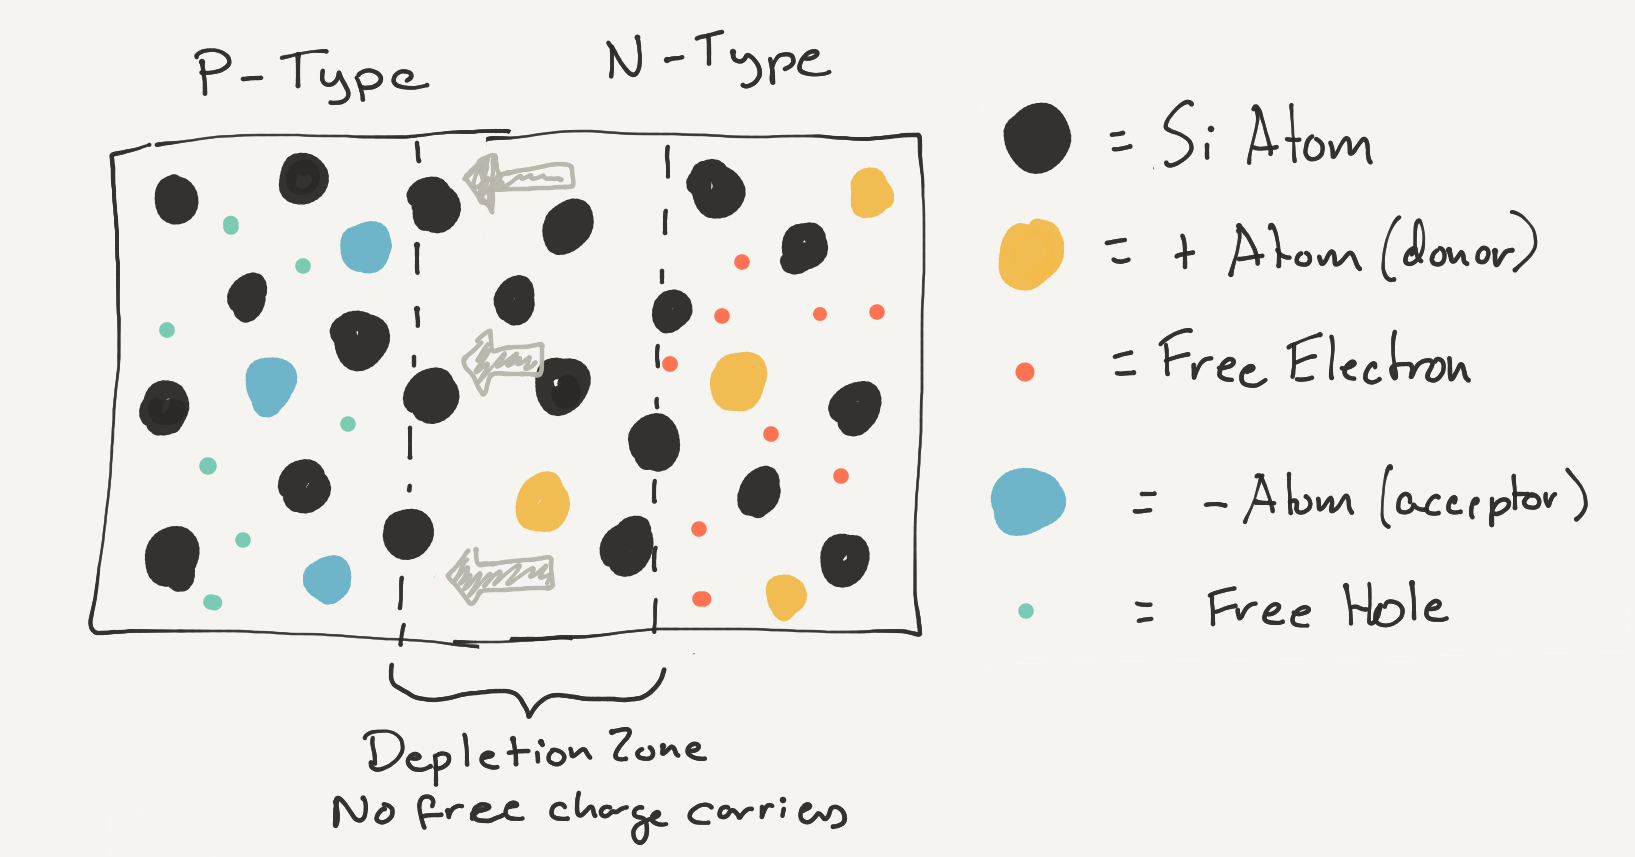 P-Type
N-Type
= Si Atom
= + Atom (donor)
= Free Electron
= - Atom (acceptor)
= Free Hole
Depletion Zone
No free charge carriers